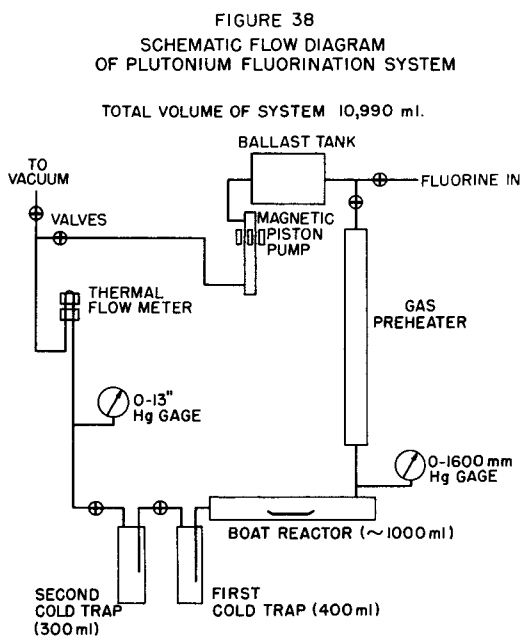 FIGURE 38
SCHEMATIC FLOW DIAGRAM
OF PLUTONIUM FLUORINATION SYSTEM
TOTAL VOLUME OF SYSTEM 10,990 ml.
BALLAST TANK
TO
VACUUM
FLUORINE IN
VALVES
MAGNETIC
PISTON
PUMP
THERMAL
FLOW METER
GAS
PREHEATER
0-13"
Hg GAGE
0-1600 mm
Hg GAGE
BOAT REACTOR (~1000 ml)
SECOND
COLD TRAP
(300 ml)
FIRST
COLD TRAP (400 ml)